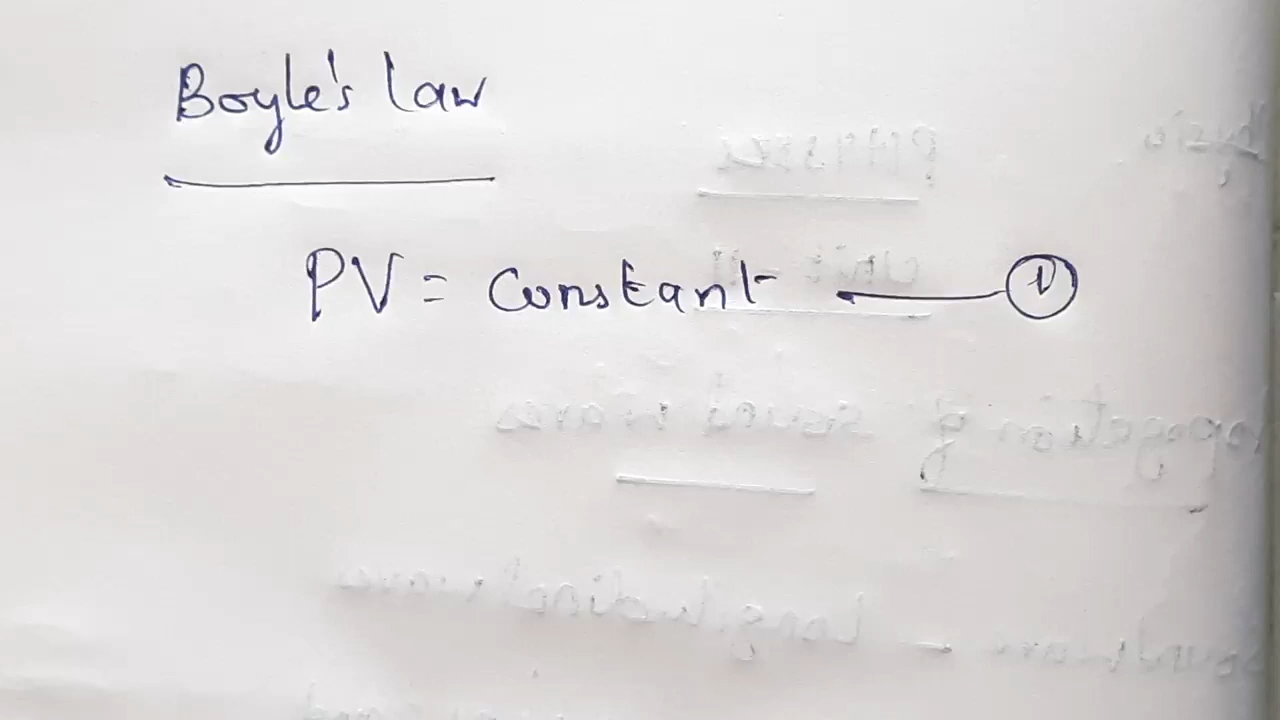 Boyle's law
PV = Constant ← ①